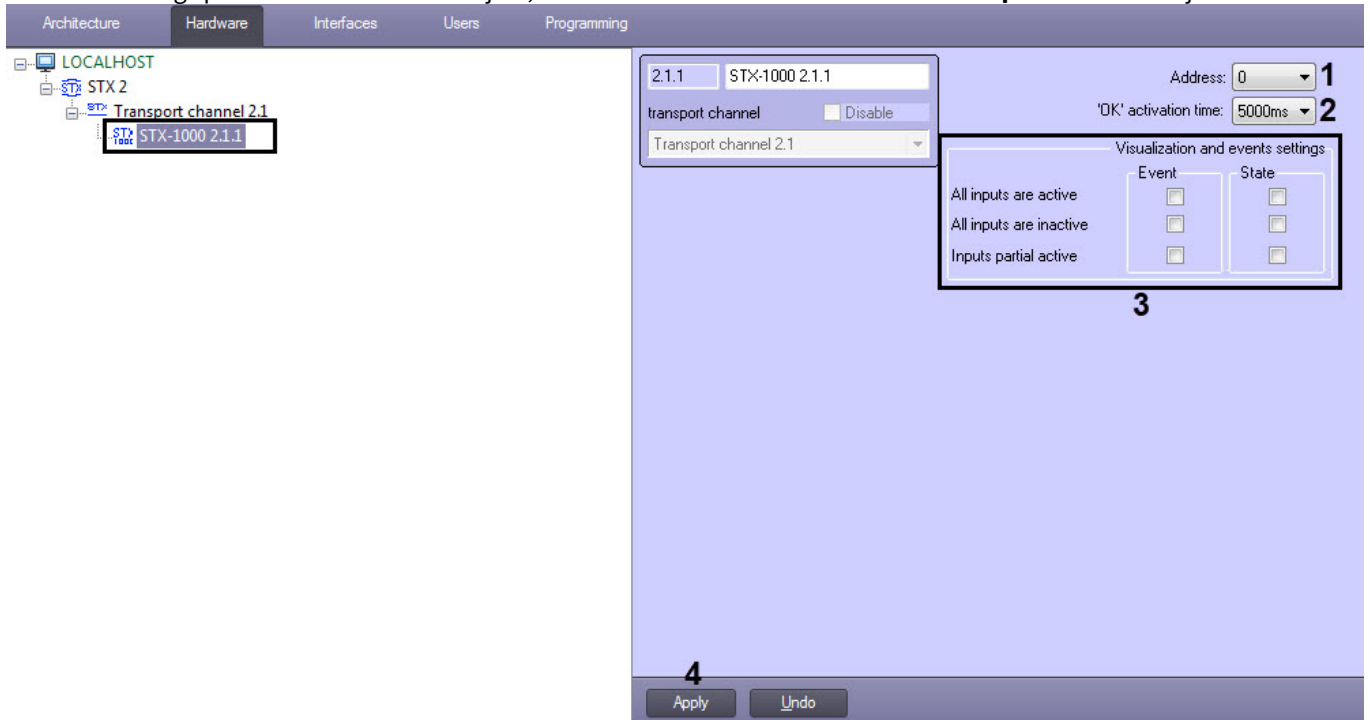 Architecture Hardware Interfaces Users Programming
LOCALHOST
STX 2
Transport channel 2.1
STX-1000 2.1.1
2.1.1 STX-1000 2.1.1
transport channel Disable
Transport channel 2.1
Address: 0 1
'OK' activation time: 5000ms 2
Visualization and events settings
Event State
All inputs are active
All inputs are inactive
Inputs partial active
3
4
Apply Undo